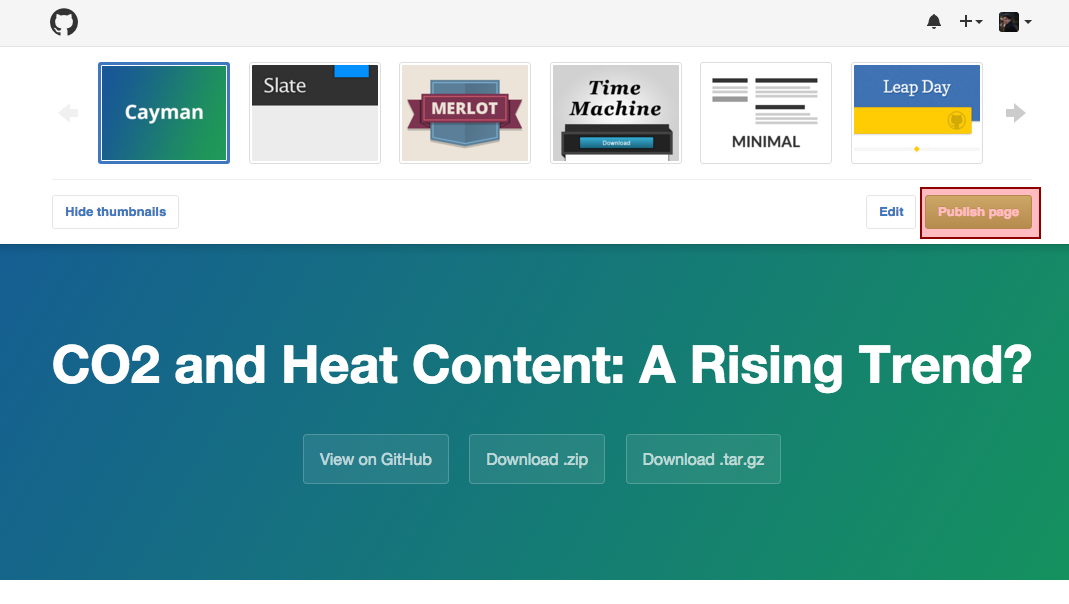 Cayman
Slate
MERLOT
Time
Machine
Download
MINIMAL
Leap Day
Hide thumbnails
Edit
Publish page
CO2 and Heat Content: A Rising Trend?
View on GitHub
Download .zip
Download .tar.gz